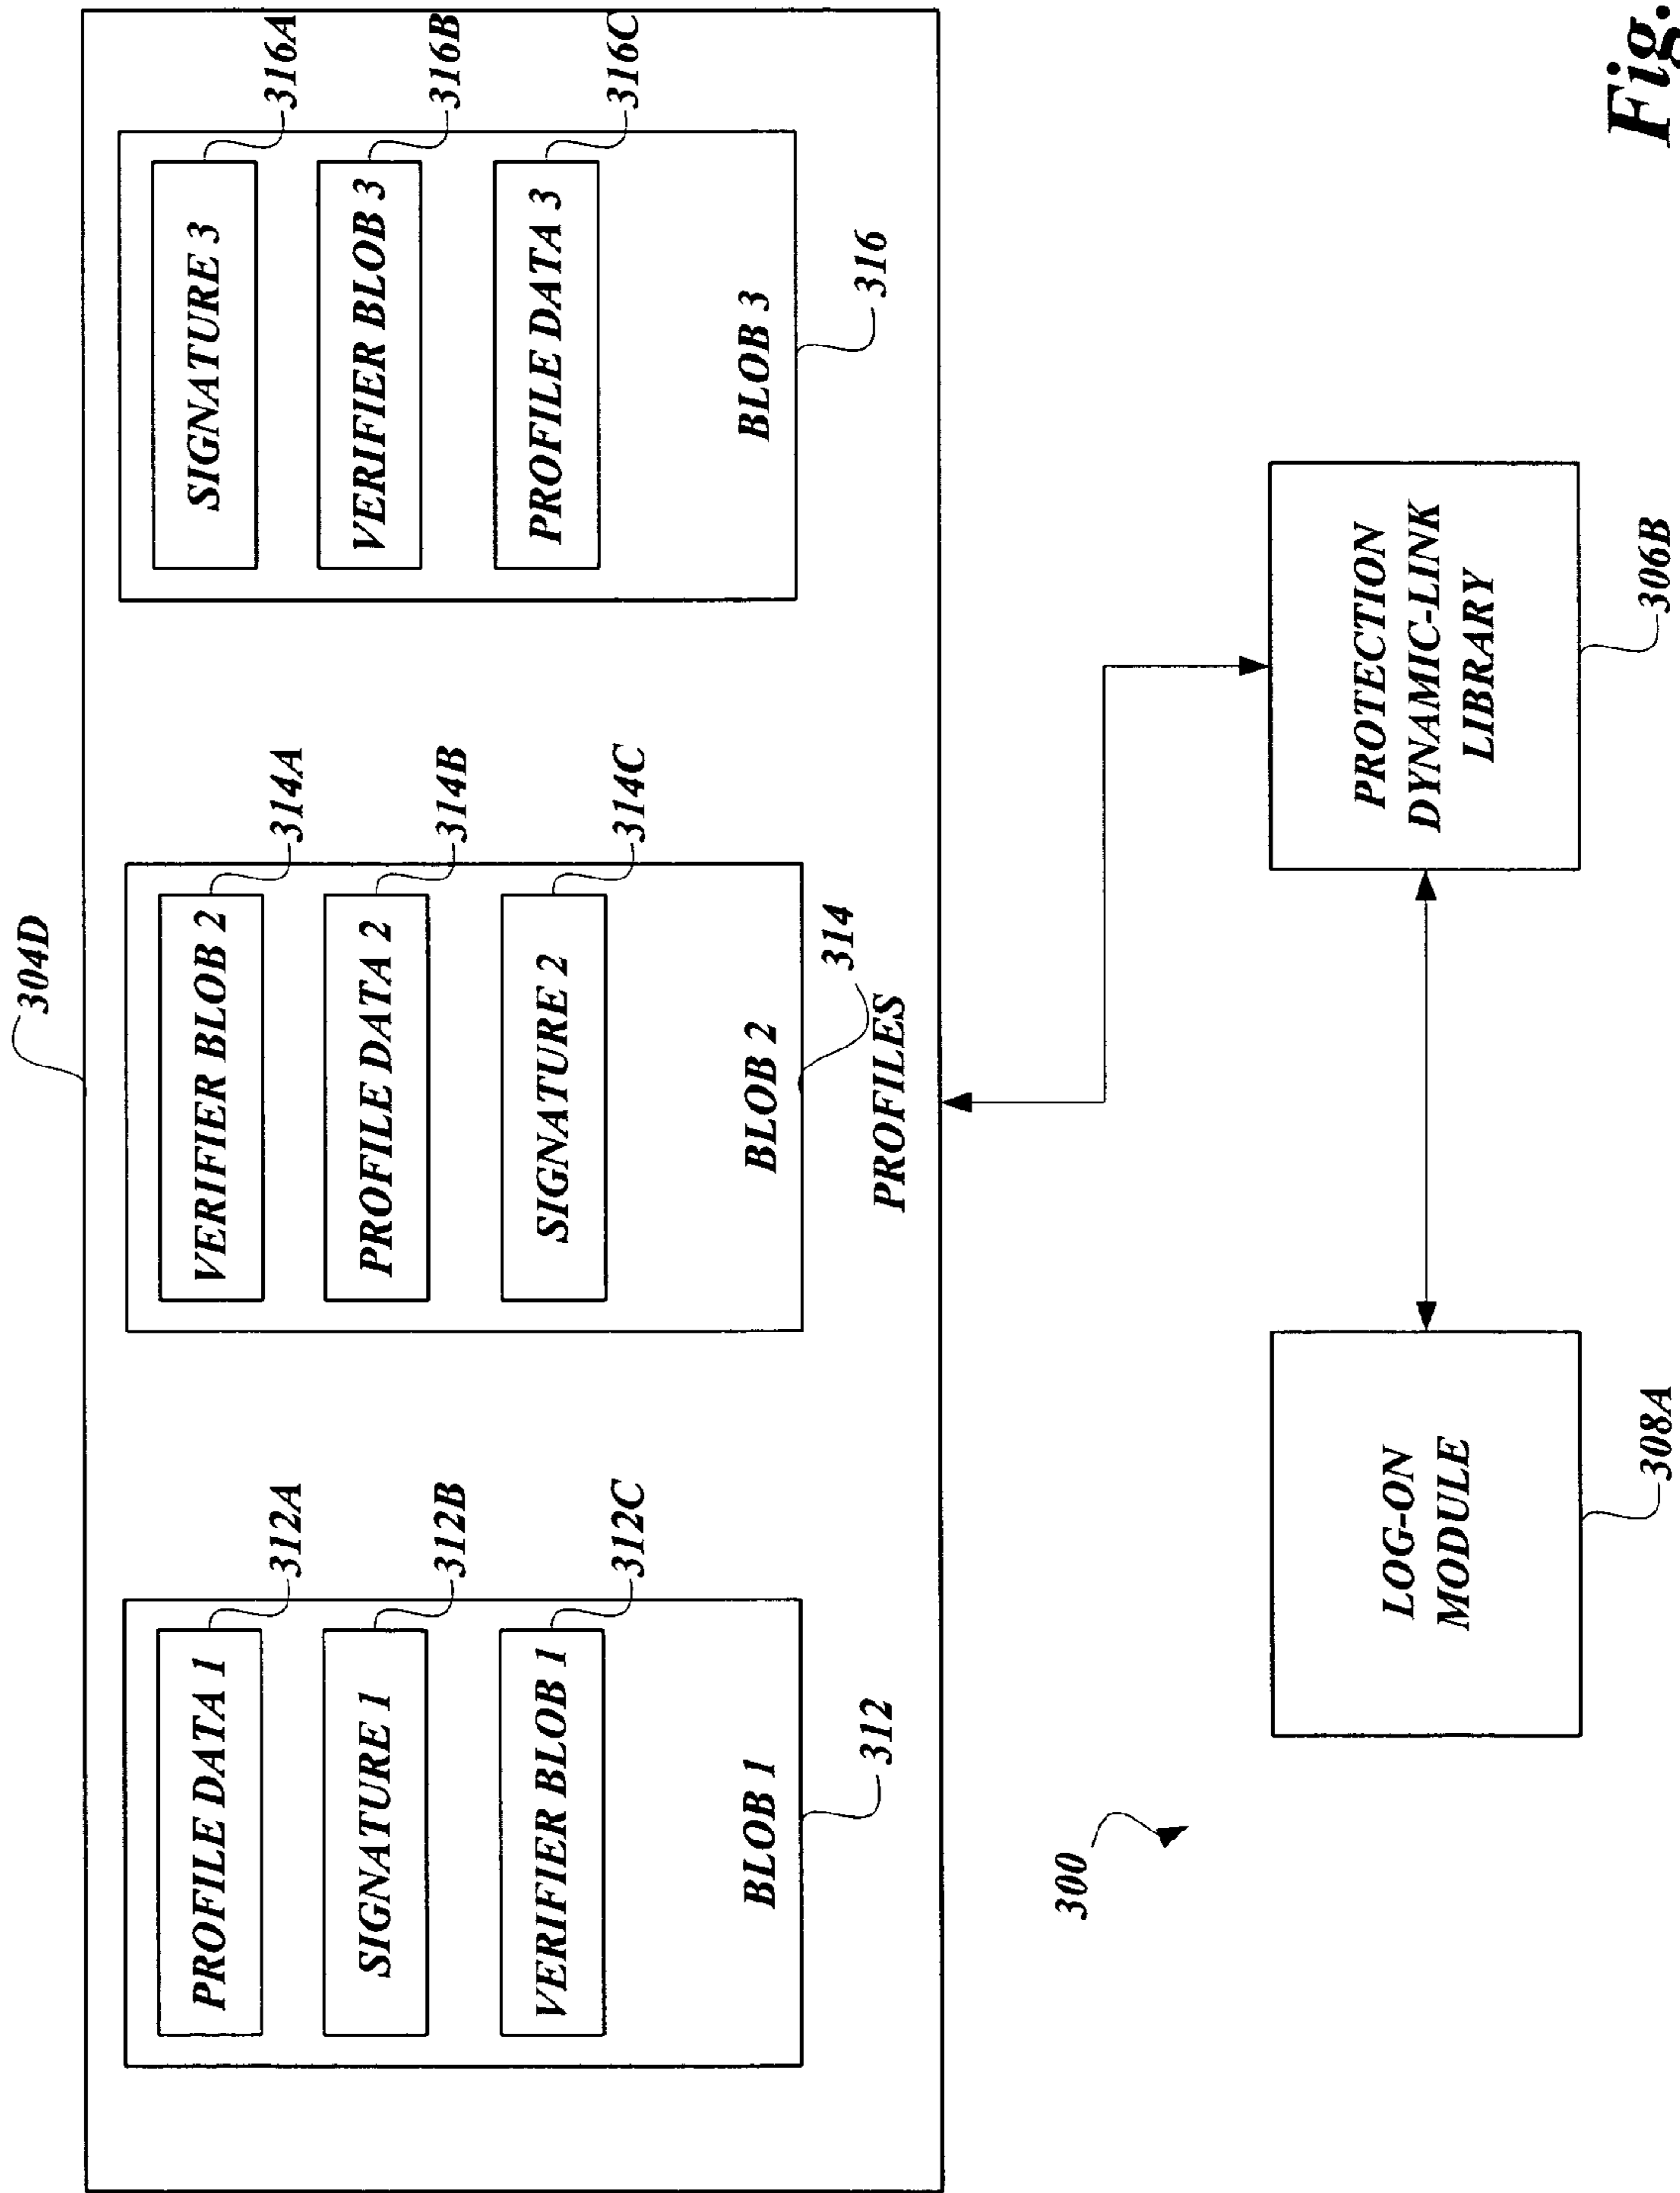 304D
PROFILE DATA 1
312A
SIGNATURE 1
312B
VERIFIER BLOB 1
312C
BLOB 1
312
VERIFIER BLOB 2
314A
PROFILE DATA 2
314B
SIGNATURE 2
314C
BLOB 2
314
SIGNATURE 3
316A
VERIFIER BLOB 3
316B
PROFILE DATA 3
316C
BLOB 3
316
PROFILES
300
LOG-ON
MODULE
308A
PROTECTION
DYNAMIC-LINK
LIBRARY
306B
Fig.